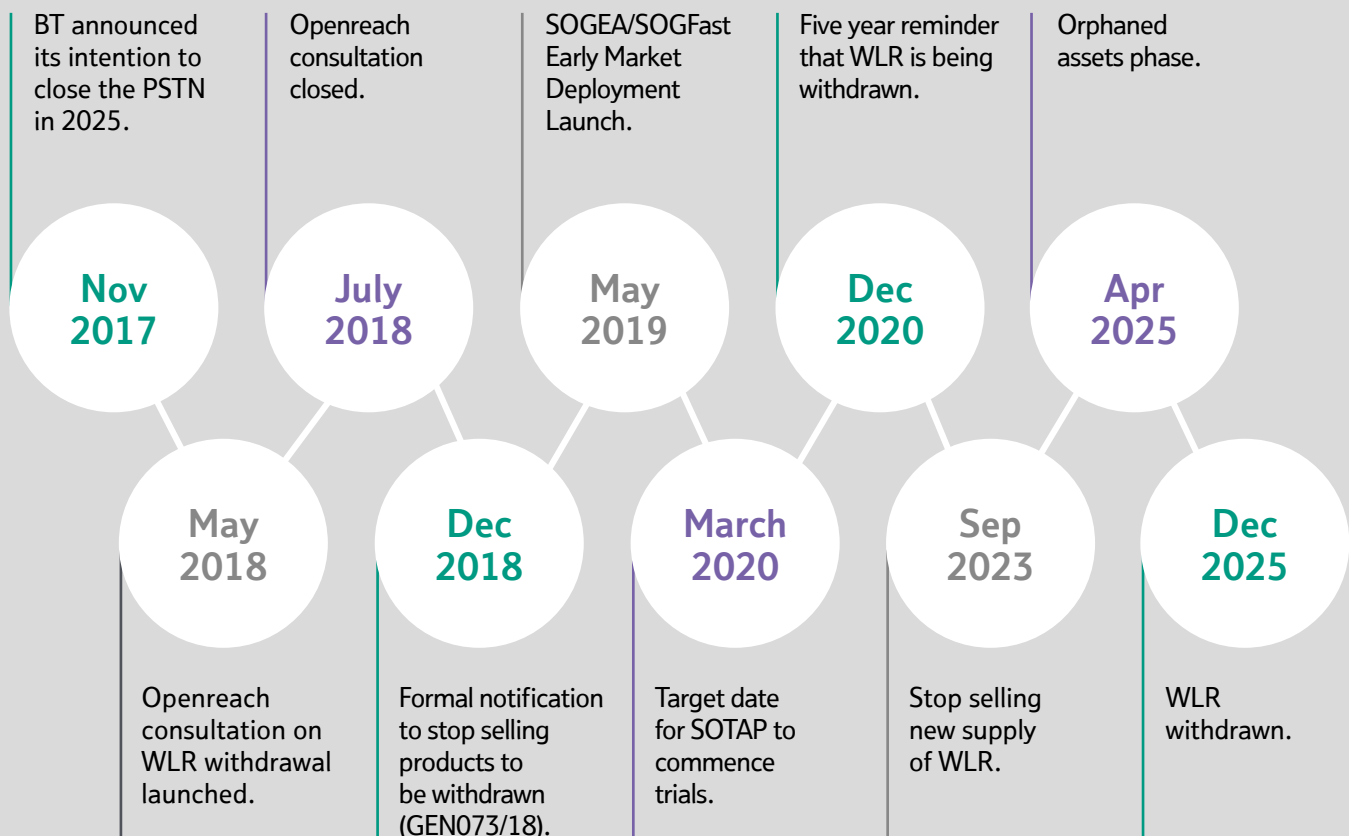 BT announced
its intention to
close the PSTN
in 2025.
Nov
2017
May
2018
Openreach
consultation on
WLR withdrawal
launched.
Openreach
consultation
closed.
July
2018
Dec
2018
Formal notification
to stop selling
products to
be withdrawn
(GEN073/18).
SOGEA/SOGFast
Early Market
Deployment
Launch.
May
2019
March
2020
Target date
for SOTAP to
commence
trials.
Five year reminder
that WLR is being
withdrawn.
Dec
2020
Sep
2023
Stop selling
new supply
of WLR.
Orphaned
assets phase.
Apr
2025
Dec
2025
WLR
withdrawn.